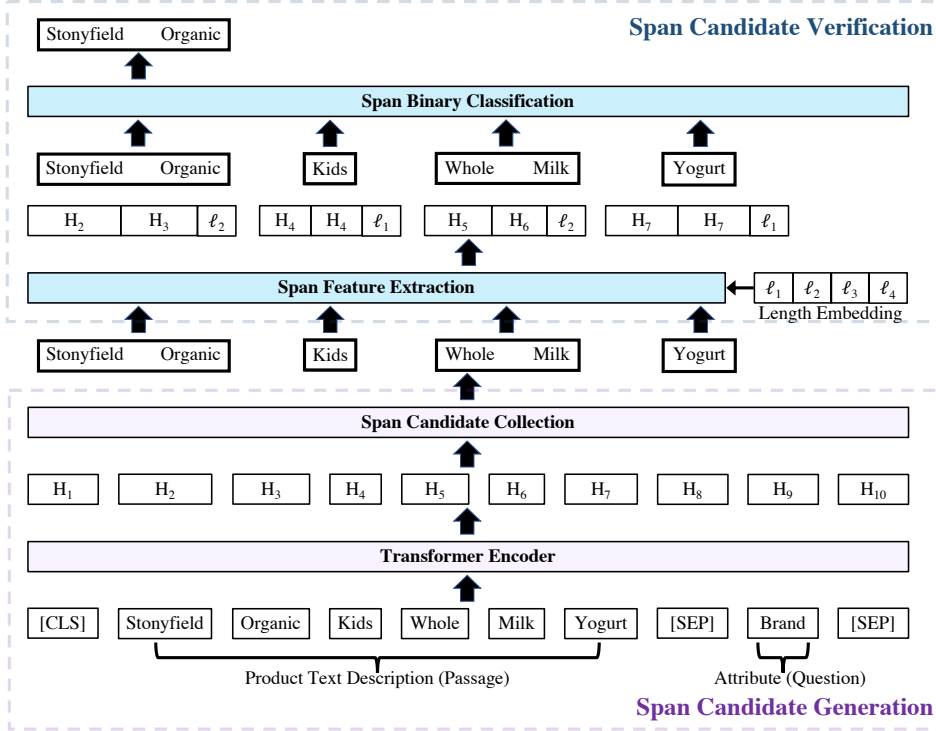 Span Candidate Verification
Stonyfield Organic
Span Binary Classification
Stonyfield Organic Kids Whole Milk Yogurt
H₂ H₃ ℓ₂ H₄ H₄ ℓ₁ H₅ H₆ ℓ₂ H₇ H₇ ℓ₁
Span Feature Extraction
ℓ₁ ℓ₂ ℓ₃ ℓ₄
Length Embedding
Stonyfield Organic Kids Whole Milk Yogurt
Span Candidate Collection
H₁ H₂ H₃ H₄ H₅ H₆ H₇ H₈ H₉ H₁₀
Transformer Encoder
[CLS] Stonyfield Organic Kids Whole Milk Yogurt [SEP] Brand [SEP]
Product Text Description (Passage) Attribute (Question)
Span Candidate Generation